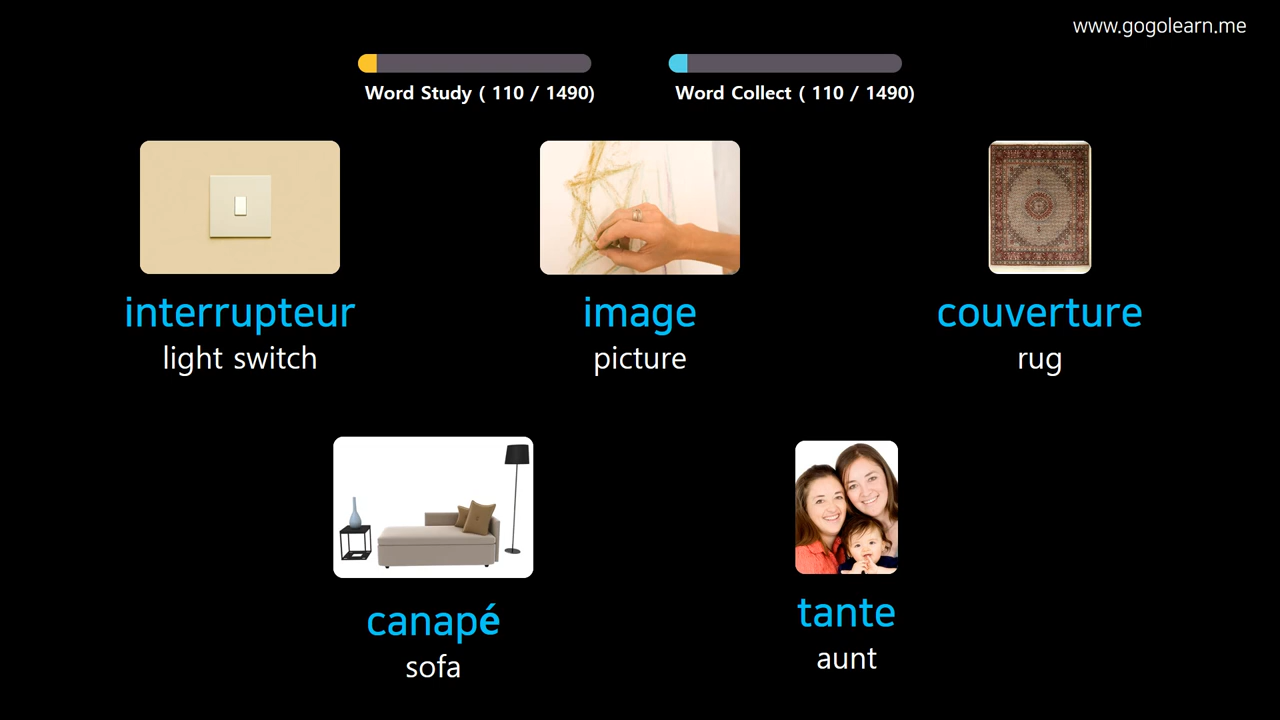 www.gogolearn.me
Word Study ( 110 / 1490)
Word Collect ( 110 / 1490)
interrupteur
light switch
image
picture
couverture
rug
canapé
sofa
tante
aunt